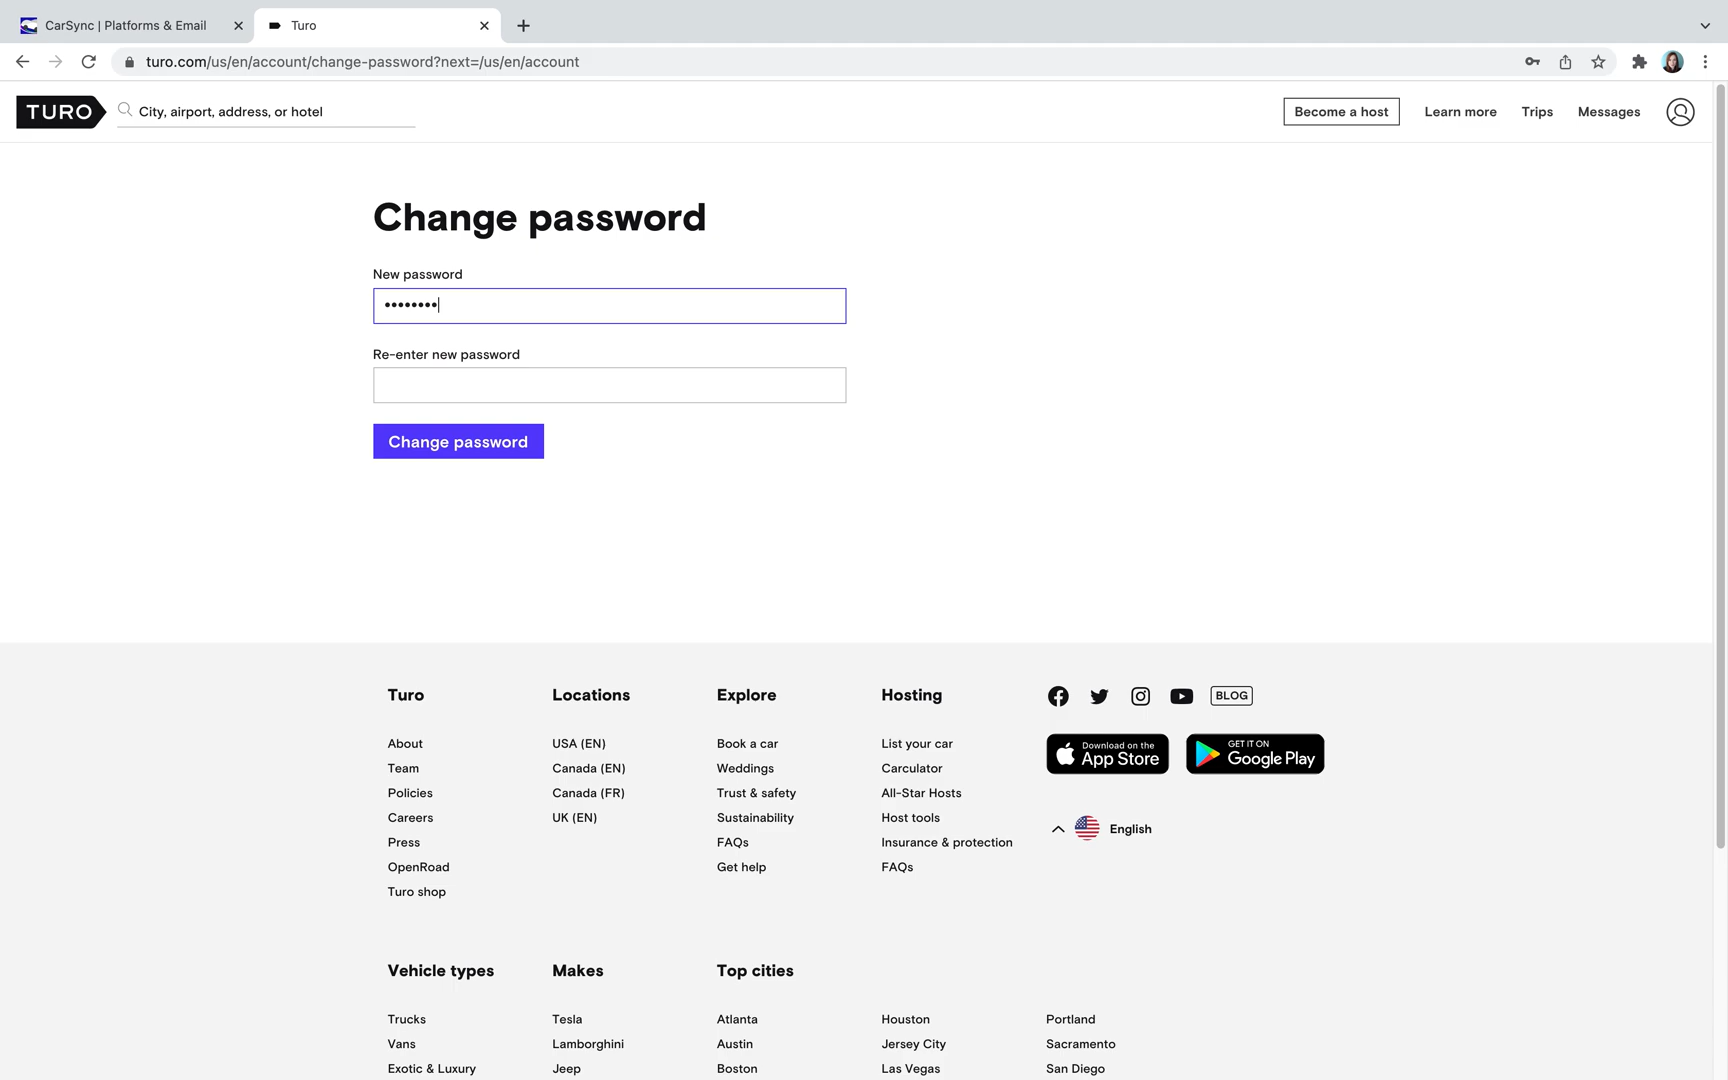 CarSync | Platforms & Email
Turo
turo.com/us/en/account/change-password?next=/us/en/account
TURO
City, airport, address, or hotel
Become a host
Learn more
Trips
Messages
Change password
New password
••••••••
Re-enter new password
Change password
Turo
About
Team
Policies
Careers
Press
OpenRoad
Turo shop
Locations
USA (EN)
Canada (EN)
Canada (FR)
UK (EN)
Explore
Book a car
Weddings
Trust & safety
Sustainability
FAQs
Get help
Hosting
List your car
Carculator
All-Star Hosts
Host tools
Insurance & protection
FAQs
BLOG
Download on the
App Store
GET IT ON
Google Play
English
Vehicle types
Trucks
Vans
Exotic & Luxury
Makes
Tesla
Lamborghini
Jeep
Top cities
Atlanta
Austin
Boston
Houston
Jersey City
Las Vegas
Portland
Sacramento
San Diego